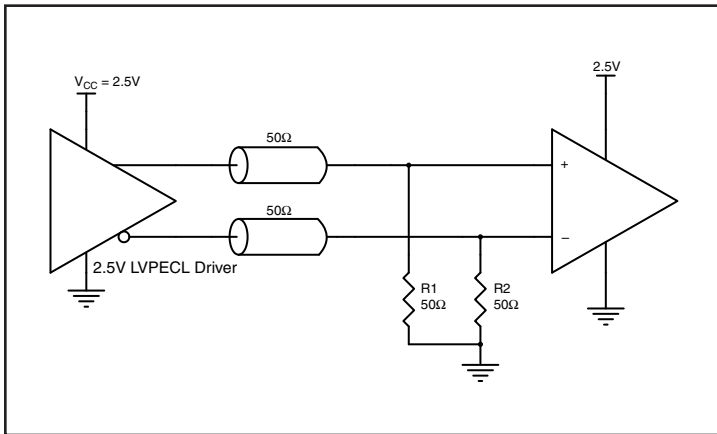 V_CC = 2.5V
2.5V
50Ω
+
50Ω
−
2.5V LVPECL Driver
R1
50Ω
R2
50Ω